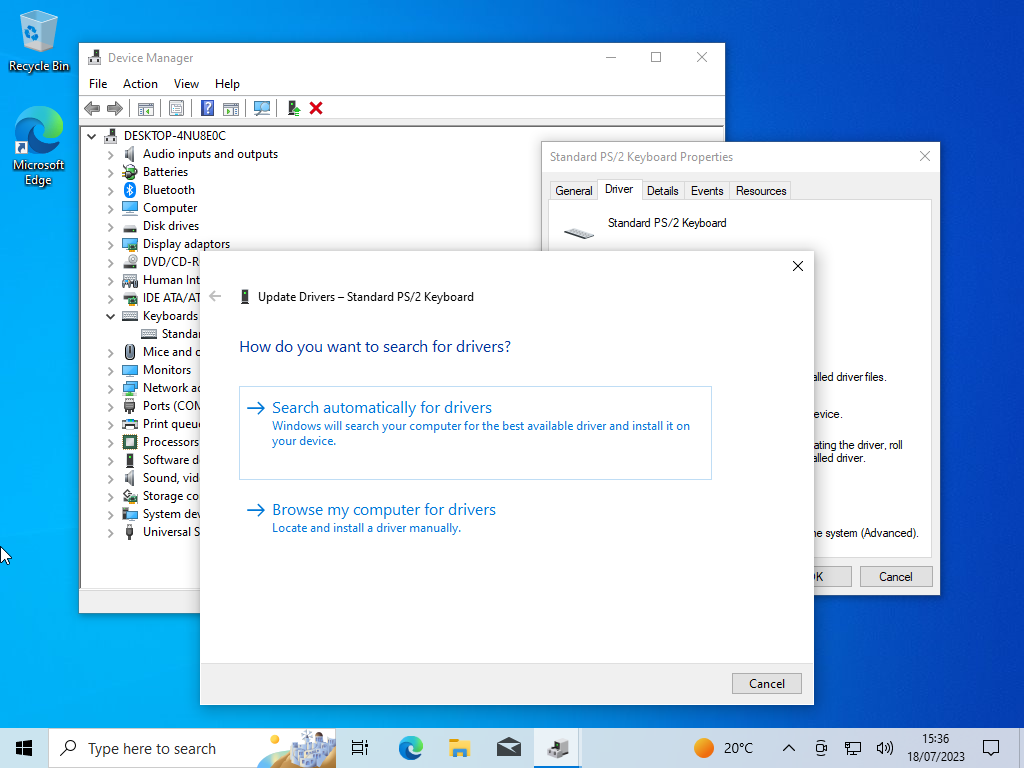 Recycle Bin
Microsoft
Edge
Device Manager
File Action View Help
DESKTOP-4NU8E0C
Audio inputs and outputs
Batteries
Bluetooth
Computer
Disk drives
Display adaptors
DVD/CD-R
Human Int
IDE ATA/AT
Keyboards
Standa
Mice and o
Monitors
Network ad
Ports (COM
Print queue
Processors
Software d
Sound, vid
Storage co
System dev
Universal S
Standard PS/2 Keyboard Properties
General Driver Details Events Resources
Standard PS/2 Keyboard
alled driver files.
evice.
ating the driver, roll
alled driver.
he system (Advanced).
OK Cancel
Update Drivers – Standard PS/2 Keyboard
How do you want to search for drivers?
Search automatically for drivers
Windows will search your computer for the best available driver and install it on
your device.
Browse my computer for drivers
Locate and install a driver manually.
Cancel
Type here to search
20°C
15:36
18/07/2023